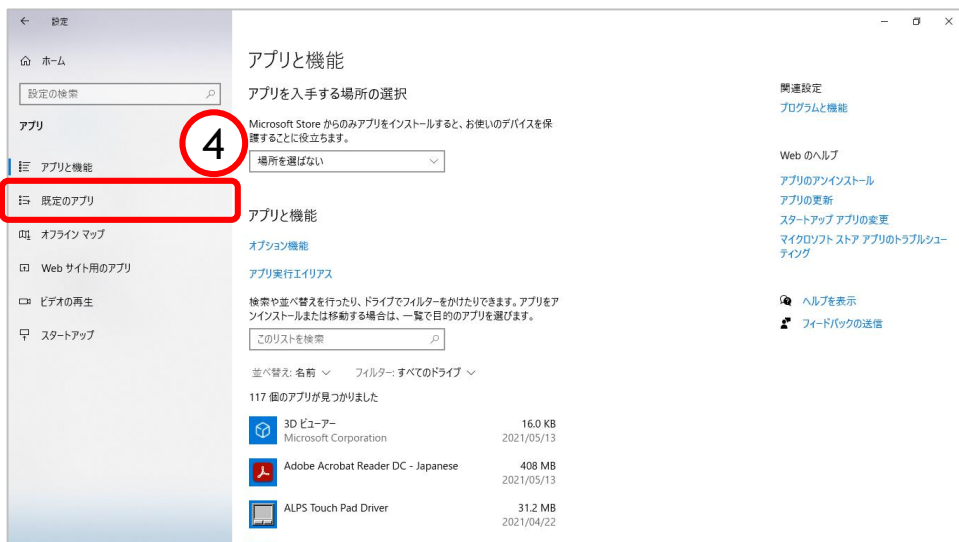 設定
ホーム
設定の検索
アプリ
4
アプリと機能
既定のアプリ
オフライン マップ
Web サイト用のアプリ
ビデオの再生
スタートアップ
アプリと機能
アプリを入手する場所の選択
Microsoft Store からのみアプリをインストールすると、お使いのデバイスを保
護することに役立ちます。
場所を選ばない
アプリと機能
オプション機能
アプリ実行エイリアス
検索や並べ替えを行ったり、ドライブでフィルターをかけたりできます。アプリをア
ンインストールまたは移動する場合は、一覧で目的のアプリを選びます。
このリストを検索
並べ替え: 名前 フィルター: すべてのドライブ
117 個のアプリが見つかりました
3D ビューアー 16.0 KB
Microsoft Corporation 2021/05/13
Adobe Acrobat Reader DC - Japanese 408 MB
2021/05/13
ALPS Touch Pad Driver 31.2 MB
2021/04/22
関連設定
プログラムと機能
Web のヘルプ
アプリのアンインストール
アプリの更新
スタートアップ アプリの変更
マイクロソフト ストア アプリのトラブルシュー
ティング
ヘルプを表示
フィードバックの送信